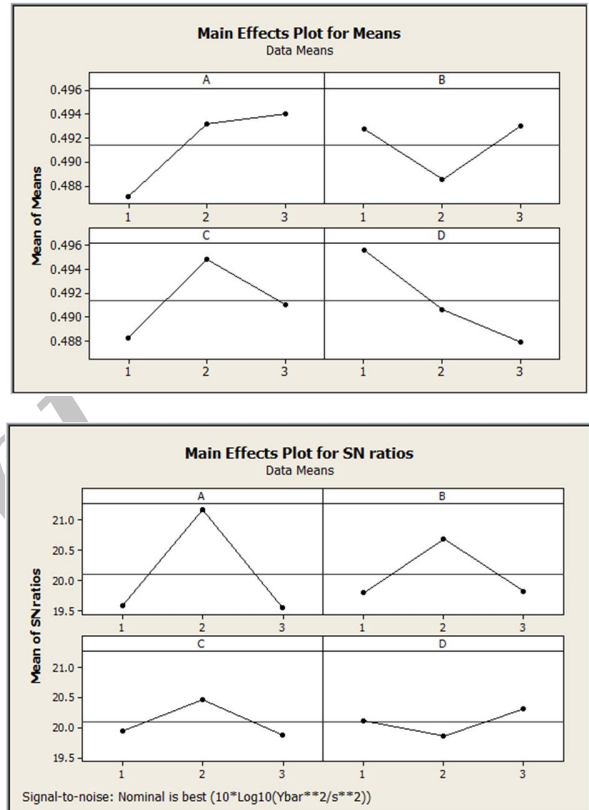 Main Effects Plot for Means
Data Means
A B
0.496
0.494
0.492
0.490
0.488
1 2 3 1 2 3
C D
0.496
0.494
0.492
0.490
0.488
1 2 3 1 2 3
Mean of Means
Main Effects Plot for SN ratios
Data Means
A B
21.0
20.5
20.0
19.5
1 2 3 1 2 3
C D
21.0
20.5
20.0
19.5
1 2 3 1 2 3
Mean of SN ratios
Signal-to-noise: Nominal is best (10*Log10(Ybar**2/s**2))